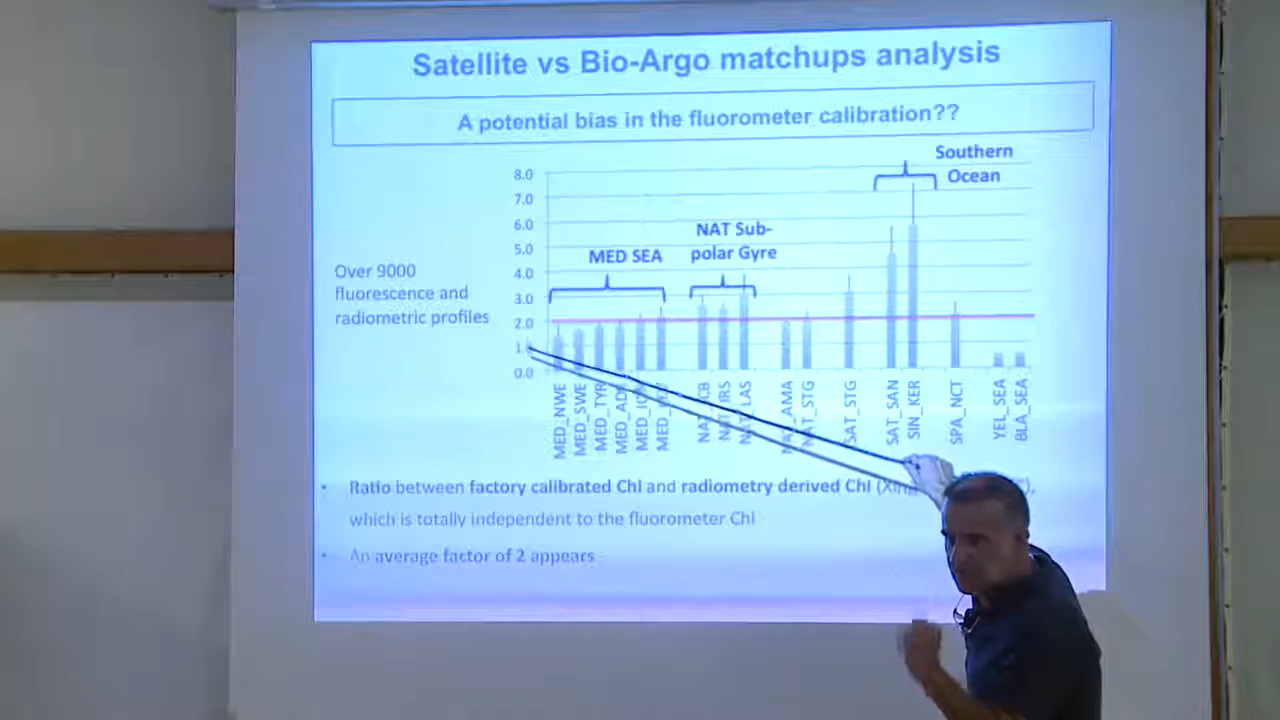 Satellite vs Bio-Argo matchups analysis
A potential bias in the fluorometer calibration??
Southern
Ocean
8.0
7.0
6.0
5.0
4.0
3.0
2.0
0.0
NAT Sub-
polar Gyre
MED SEA
Over 9000
fluorescence and
radiometric profiles
MED_NWE
MED_SWE
MED_TYR
NAT_STG
SAT_STG
SAT_SAN
SIN_KER
SPA_NCT
YEL_SEA
BLA_SEA
• Ratio between factory calibrated Chl and radiometry derived Chl
which is totally independent to the fluorometer Chl
• An average factor of 2 appears